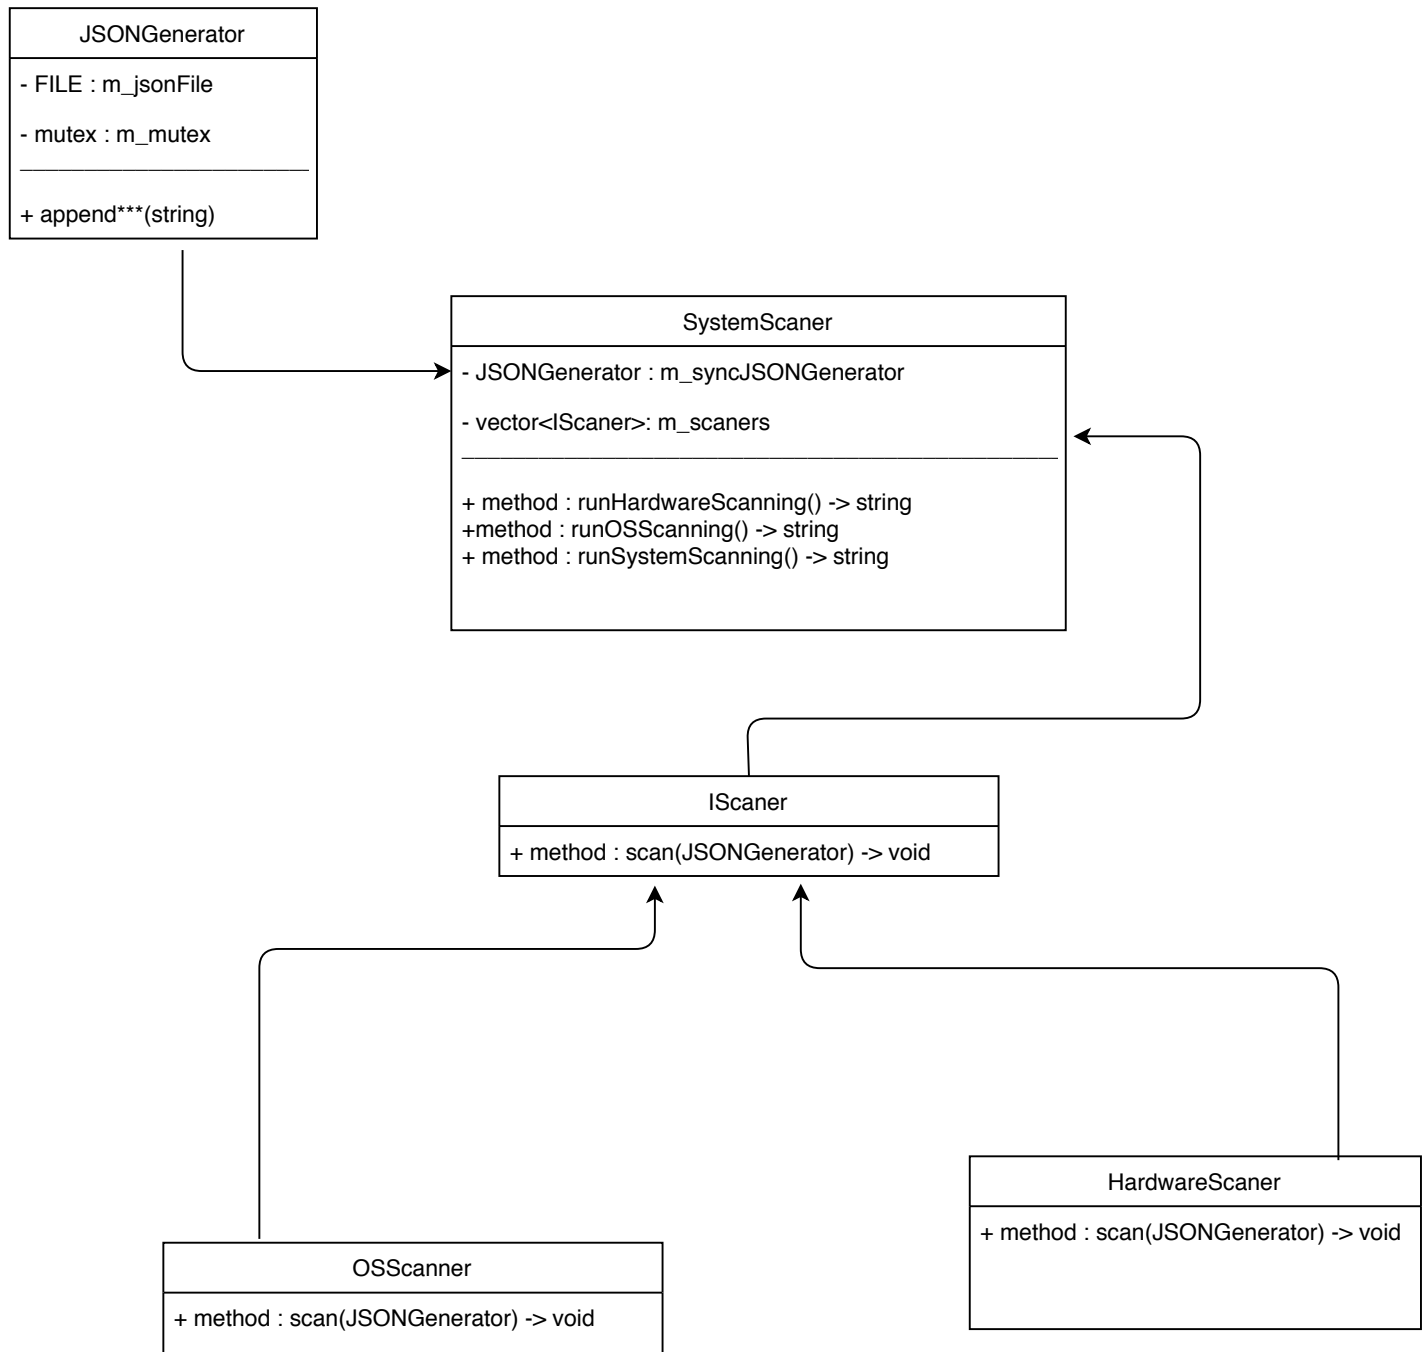 JSONGenerator
- FILE : m_jsonFile
- mutex : m_mutex
+ append***(string)
SystemScaner
- JSONGenerator : m_syncJSONGenerator
- vector<IScaner>: m_scaners
+ method : runHardwareScanning() -> string
+method : runOSScanning() -> string
+ method : runSystemScanning() -> string
IScaner
+ method : scan(JSONGenerator) -> void
HardwareScaner
+ method : scan(JSONGenerator) -> void
OSScanner
+ method : scan(JSONGenerator) -> void